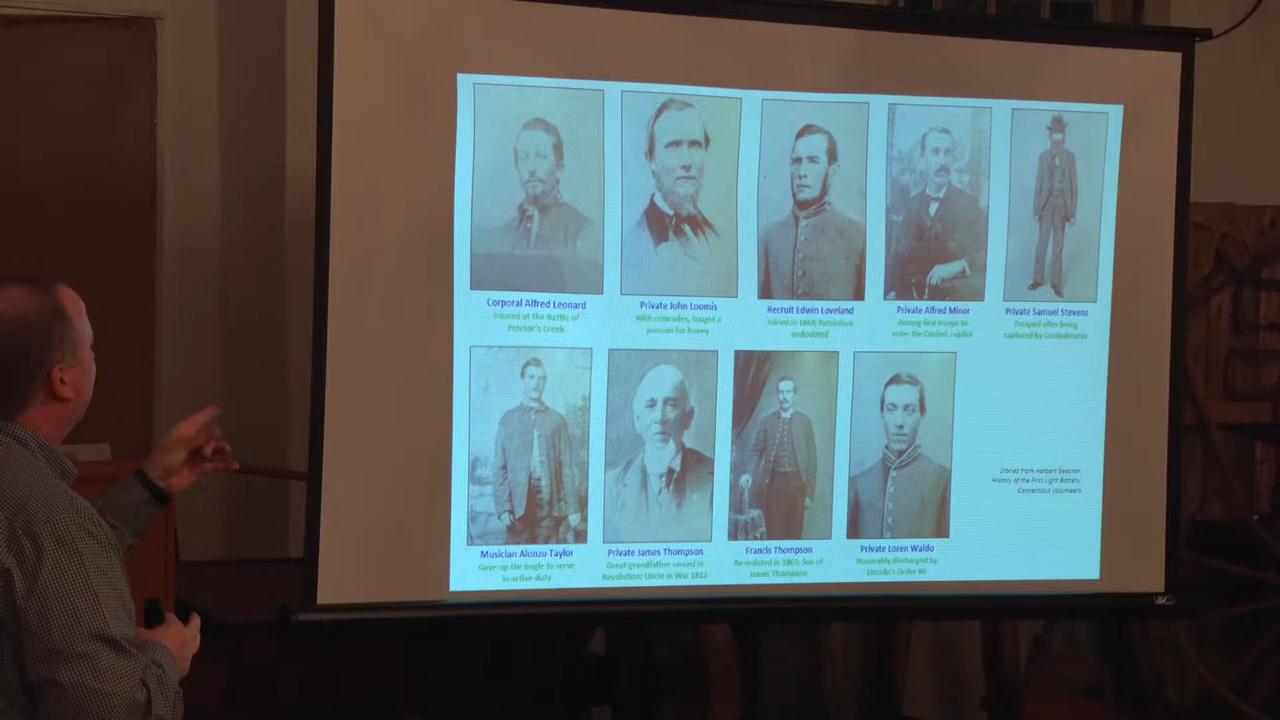 Corporal Alfred Leonard
Injured at the Battle of
Proctor's Creek
Private John Loomis
With comrades, fought a
possum for honey
Recruit Edwin Loveland
Joined in 1864; Patriotism
undoubted
Private Alfred Minor
Among first troops to
enter the Confed. capitol
Private Samuel Stevens
Escaped after being
captured by Confederates
Musician Alonzo Taylor
Gave up the bugle to serve
in active duty
Private James Thompson
Great-grandfather served in
Revolution; Uncle in War 1812
Francis Thompson
Re-enlisted in 1863; Son of
James Thompson
Private Loren Waldo
Honorably discharged by
Lincoln's Order 86
Stories from Herbert Beecher,
History of the First Light Battery,
Connecticut Volunteers